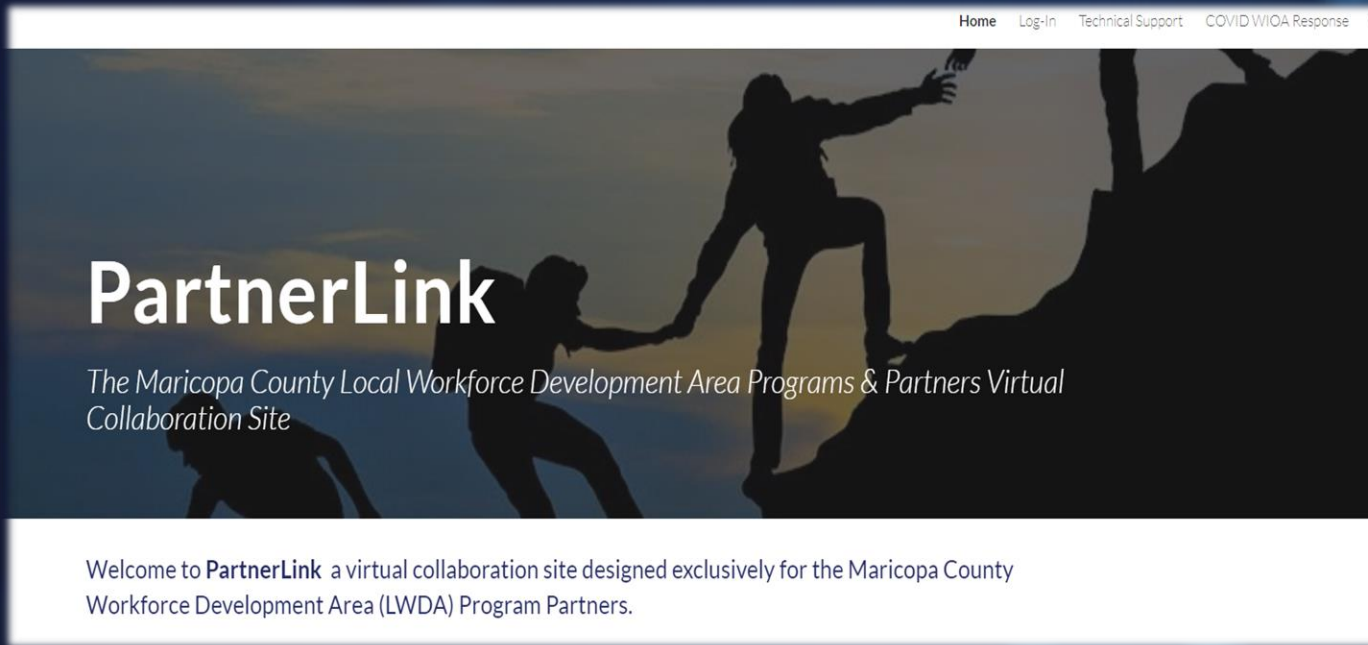 Home Log-In Technical Support COVID WIOA Response
PartnerLink
The Maricopa County Local Workforce Development Area Programs & Partners Virtual
Collaboration Site
Welcome to PartnerLink a virtual collaboration site designed exclusively for the Maricopa County
Workforce Development Area (LWDA) Program Partners.